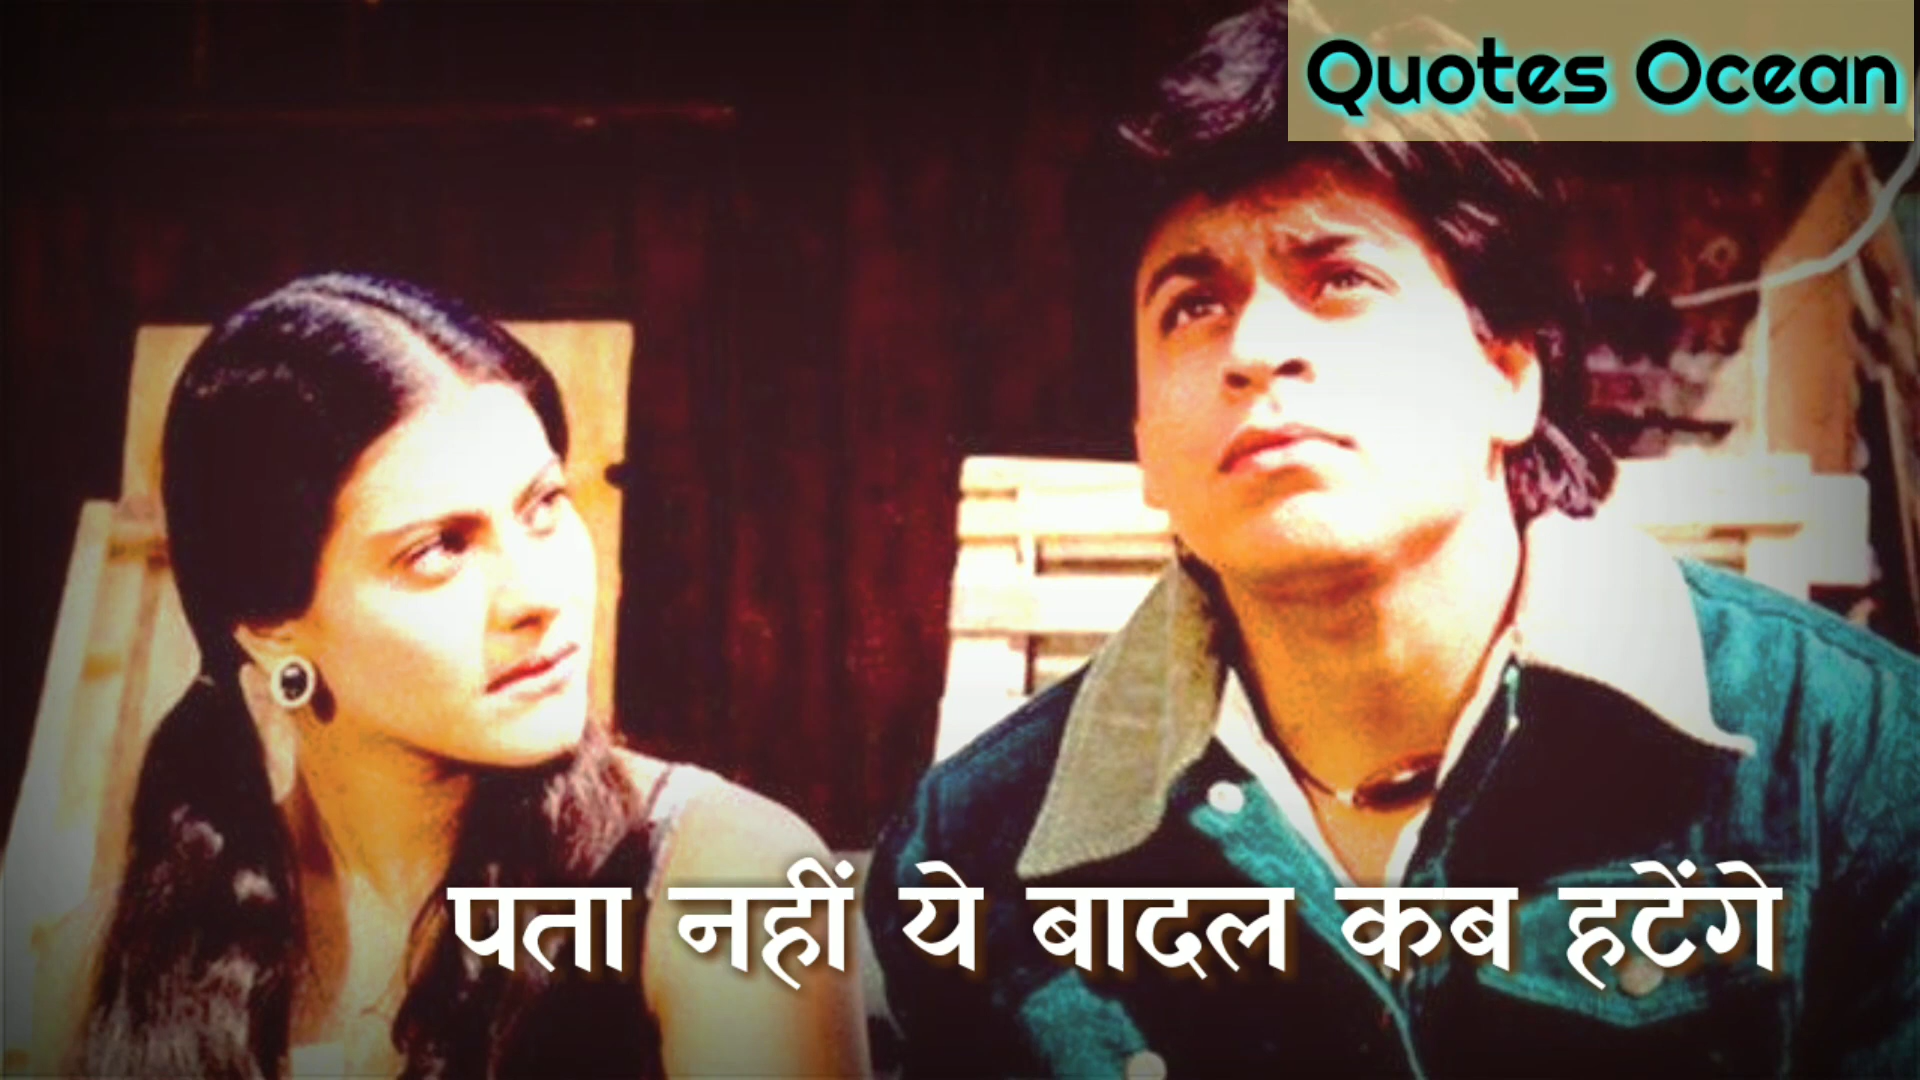 Quotes Ocean
पता नहीं ये बादल कब हटेंगे